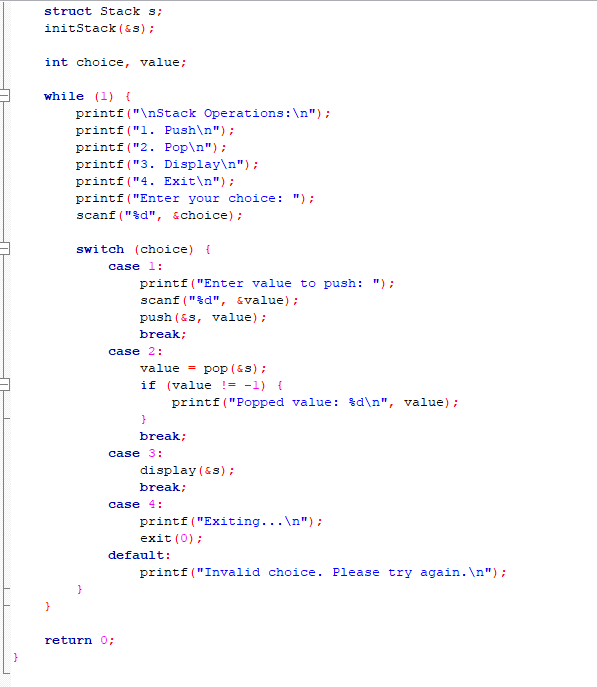 struct Stack s;
initStack(&s);
int choice, value;
while (1) {
printf("\nStack Operations:\n");
printf("1. Push\n");
printf("2. Pop\n");
printf("3. Display\n");
printf("4. Exit\n");
printf("Enter your choice: ");
scanf("%d", &choice);
switch (choice) {
case 1:
printf("Enter value to push: ");
scanf("%d", &value);
push(&s, value);
break;
case 2:
value = pop(&s);
if (value != -1) {
printf("Popped value: %d\n", value);
}
break;
case 3:
display(&s);
break;
case 4:
printf("Exiting...\n");
exit(0);
default:
printf("Invalid choice. Please try again.\n");
}
}
return 0;
}